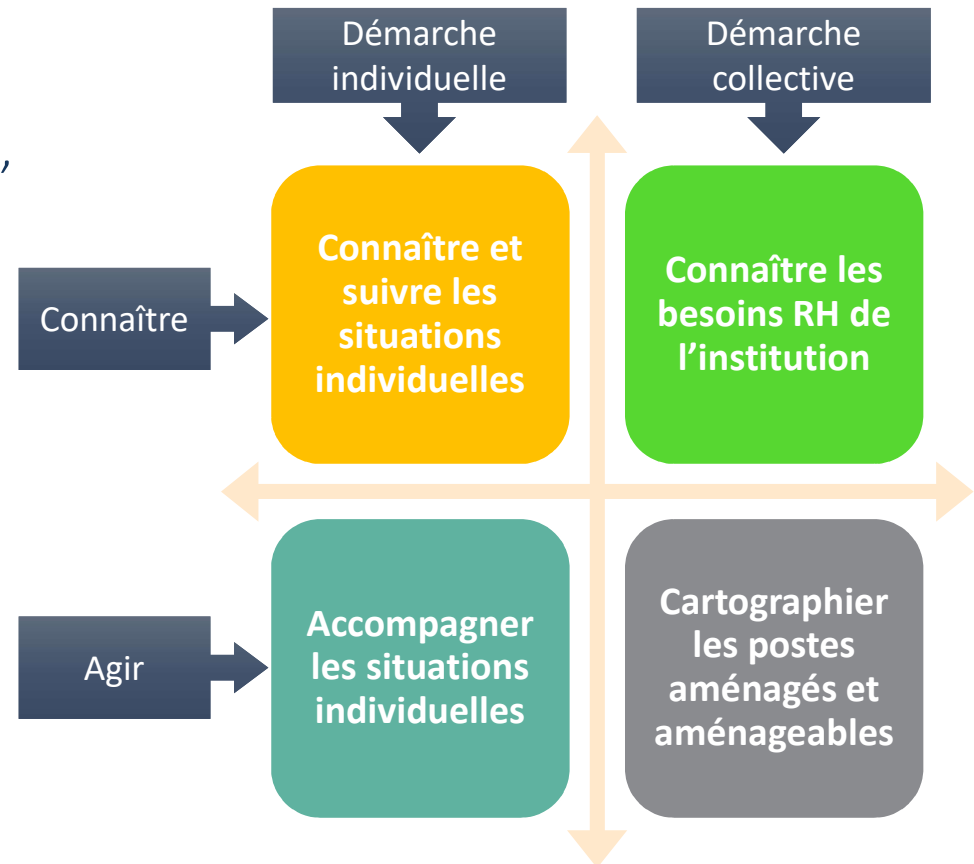 Démarche
individuelle
Démarche
collective
,
Connaître
Connaître et
suivre les
situations
individuelles
Connaître les
besoins RH de
l’institution
Agir
Accompagner
les situations
individuelles
Cartographier
les postes
aménagés et
aménageables